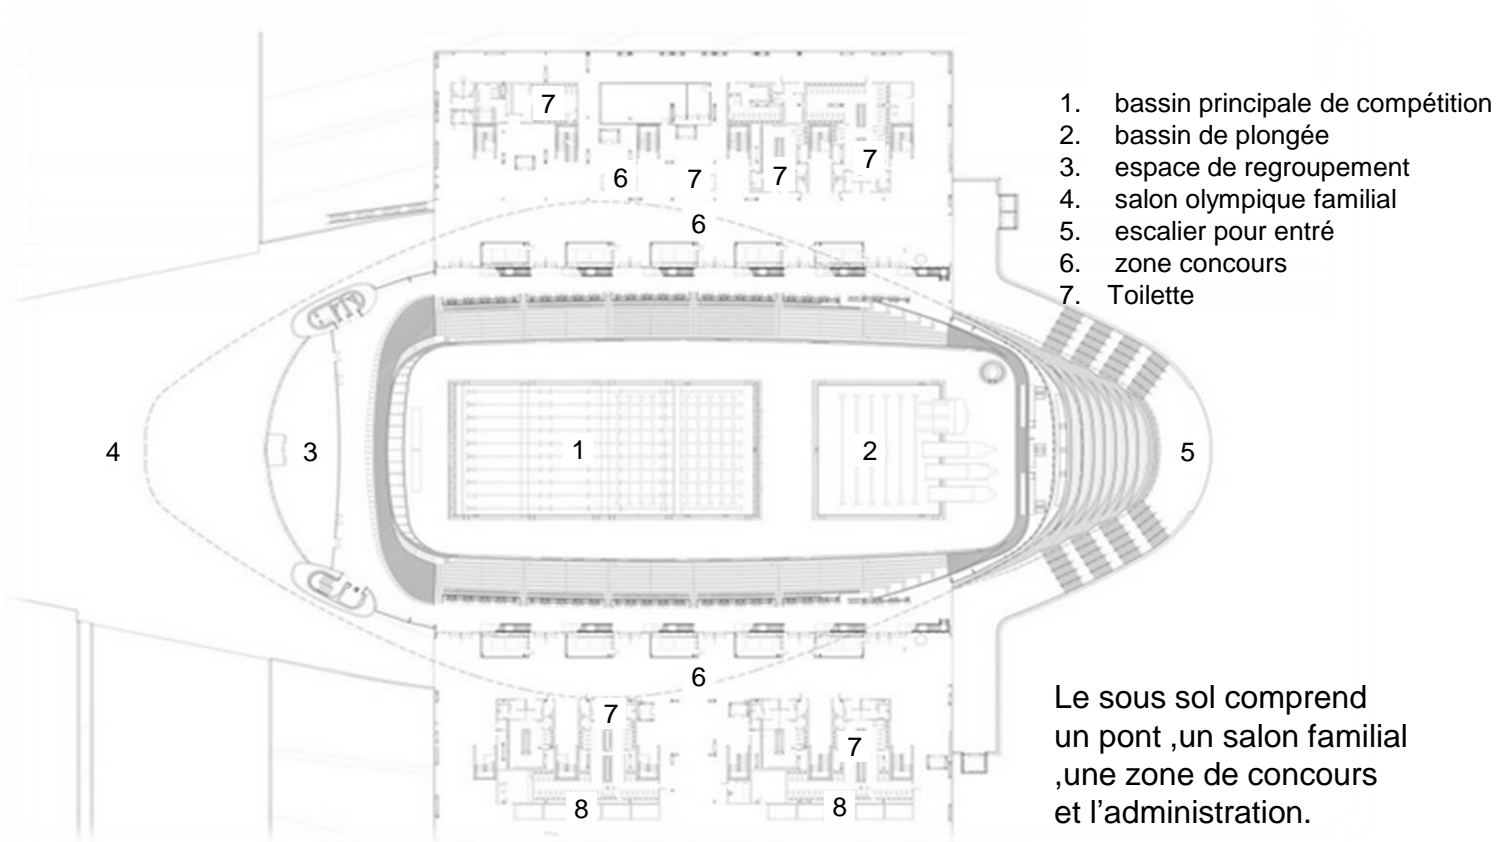 7
7
7
7
6
7
6
1. bassin principale de compétition
2. bassin de plongée
3. espace de regroupement
4. salon olympique familial
5. escalier pour entré
6. zone concours
7. Toilette
4
3
1
2
5
6
7
7
8
8
Le sous sol comprend
un pont ,un salon familial
,une zone de concours
et l’administration.